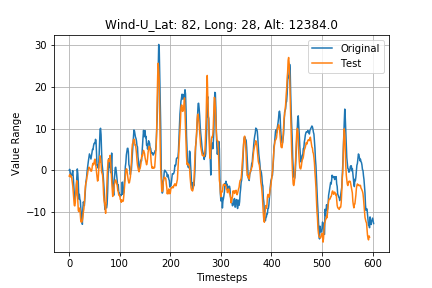 Wind-U_Lat: 82, Long: 28, Alt: 12384.0
Original
Test
Value Range
30
20
10
0
−10
0 100 200 300 400 500 600
Timesteps